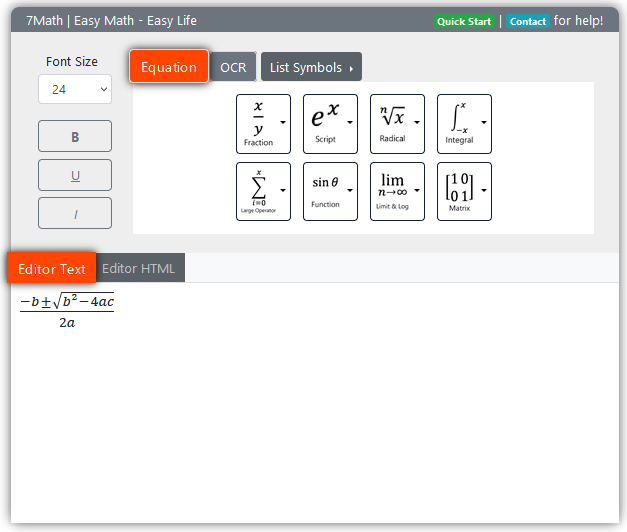 7Math | Easy Math - Easy Life Quick Start | Contact for help!
Font Size Equation OCR List Symbols
24
B
U
I
x/y e^x ⁿ√x ∫_{-x}^{x}
Fraction Script Radical Integral
∑_{i=0}^{x} sin θ lim n→∞ [1 0; 0 1]
Large Operator Function Limit & Log Matrix
Editor Text Editor HTML
−b±√b²−4ac
2a